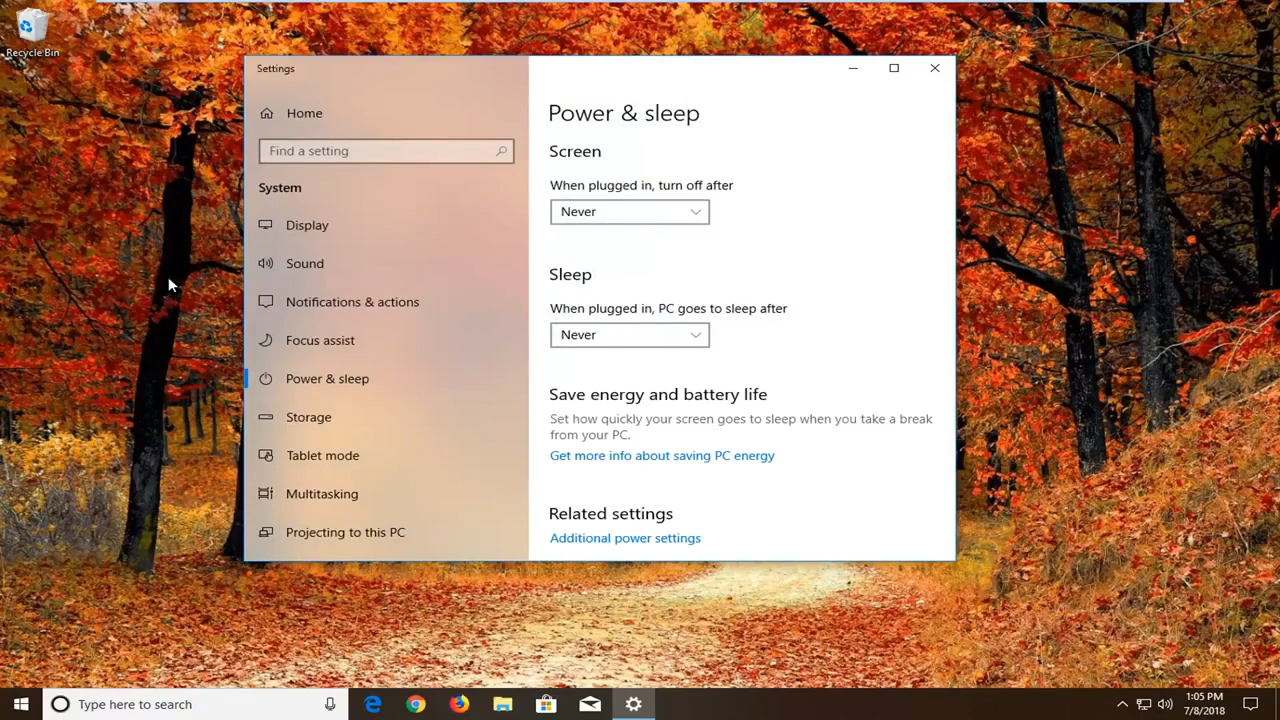 Recycle Bin
Settings
Home
Find a setting
System
Display
Sound
Notifications & actions
Focus assist
Power & sleep
Storage
Tablet mode
Multitasking
Projecting to this PC
Power & sleep
Screen
When plugged in, turn off after
Never
Sleep
When plugged in, PC goes to sleep after
Never
Save energy and battery life
Set how quickly your screen goes to sleep when you take a break
from your PC.
Get more info about saving PC energy
Related settings
Additional power settings
Type here to search
1:05 PM
7/8/2018